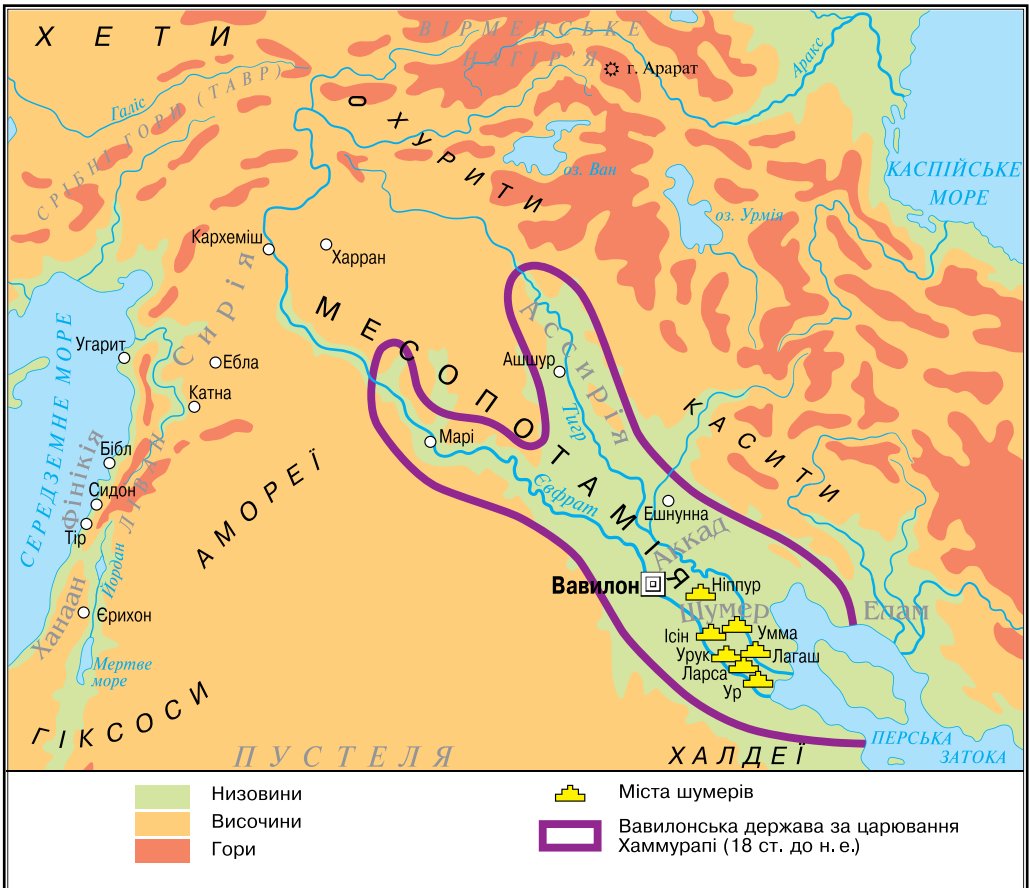 ХЕТИ
ВІРМЕНСЬКЕ
НАГІР'Я
г. Арарат
Аракс
Галіс
СРІБНІ ГОРИ (ТАВР)
ХУРИТИ
оз. Ван
КАСПІЙСЬКЕ
МОРЕ
оз. Урмія
Кархеміш
Харран
Сирія
МЕСОПОТАМІЯ
Ассирія
Угарит
Ебла
Ашшур
Катна
Тигр
КАСИТИ
СЕРЕДЗЕМНЕ МОРЕ
Марі
Бібл
ЛІВАН
Фінікія
АМОРЕЇ
Сидон
Тір
Євфрат
Ешнунна
Аккад
Йордан
Вавилон
Ніппур
Ханаан
Єрихон
Шумер
Елам
Ісін
Умма
Урук
Лагаш
Ларса
Ур
Мертве
море
ГІКСОСИ
ПУСТЕЛЯ
ХАЛДЕЇ
ПЕРСЬКА
ЗАТОКА
Низовини
Височини
Гори
Міста шумерів
Вавилонська держава за царювання
Хаммурапі (18 ст. до н. е.)